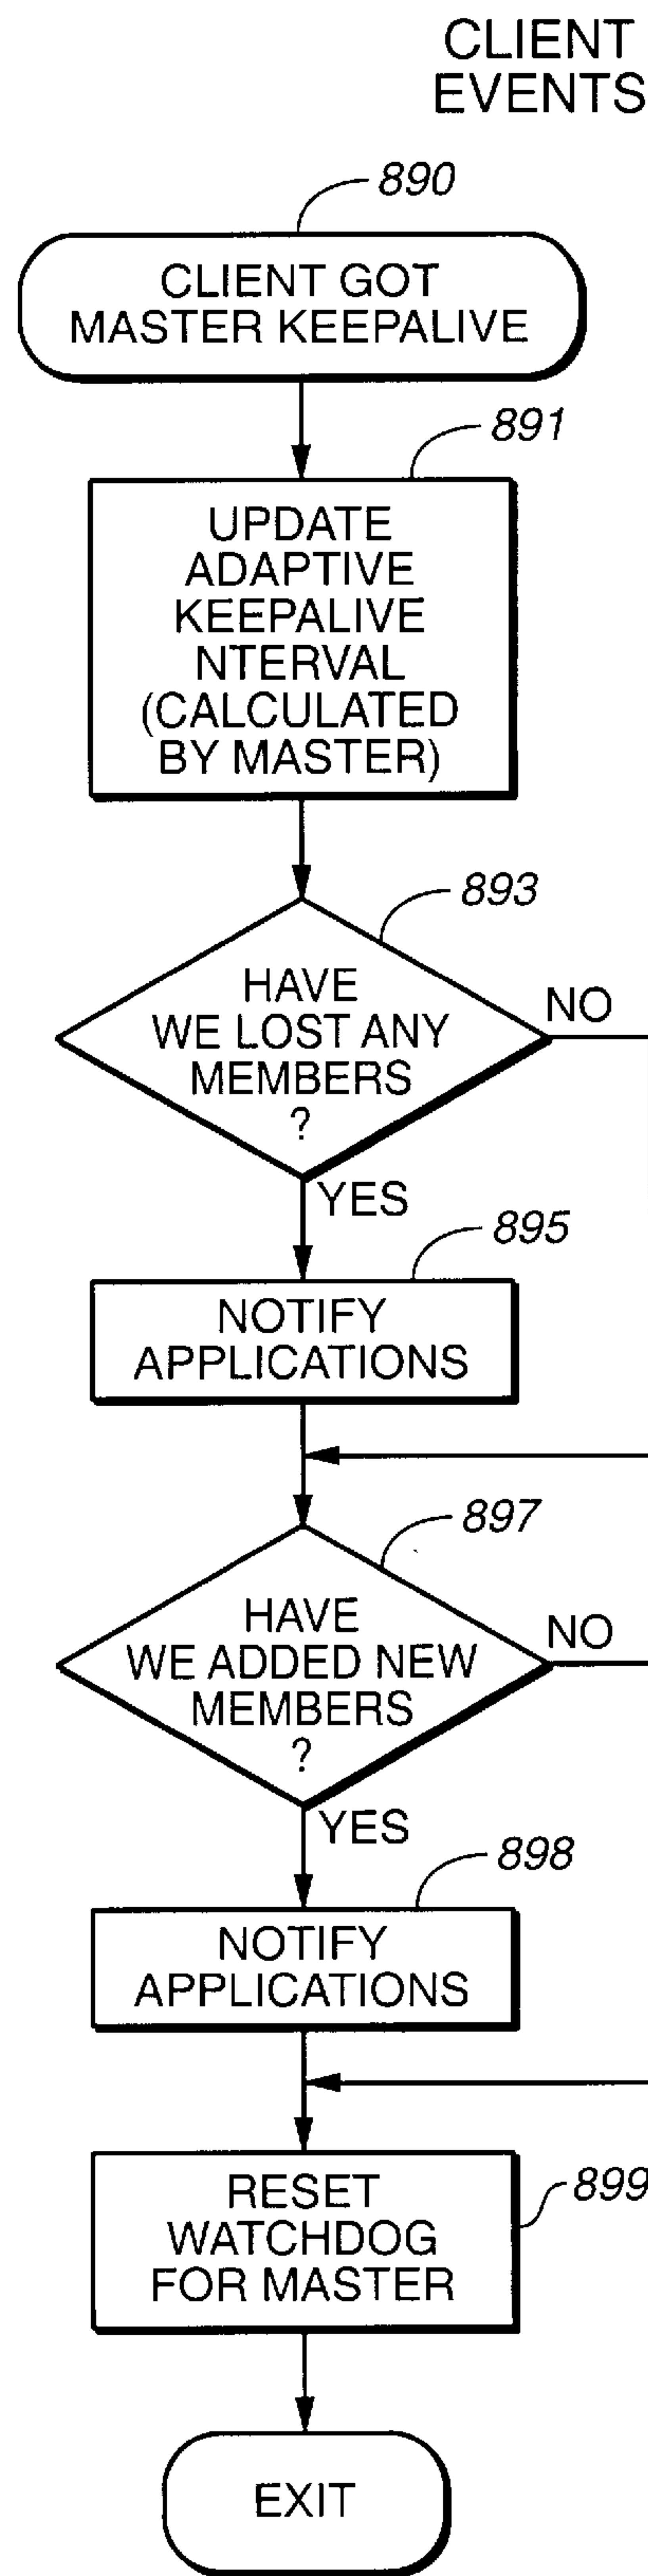 CLIENT
EVENTS
890
CLIENT GOT
MASTER KEEPALIVE
891
UPDATE
ADAPTIVE
KEEPALIVE
NTERVAL
(CALCULATED
BY MASTER)
893
HAVE
WE LOST ANY
MEMBERS
?
NO
YES
895
NOTIFY
APPLICATIONS
897
HAVE
WE ADDED NEW
MEMBERS
?
NO
YES
898
NOTIFY
APPLICATIONS
899
RESET
WATCHDOG
FOR MASTER
EXIT